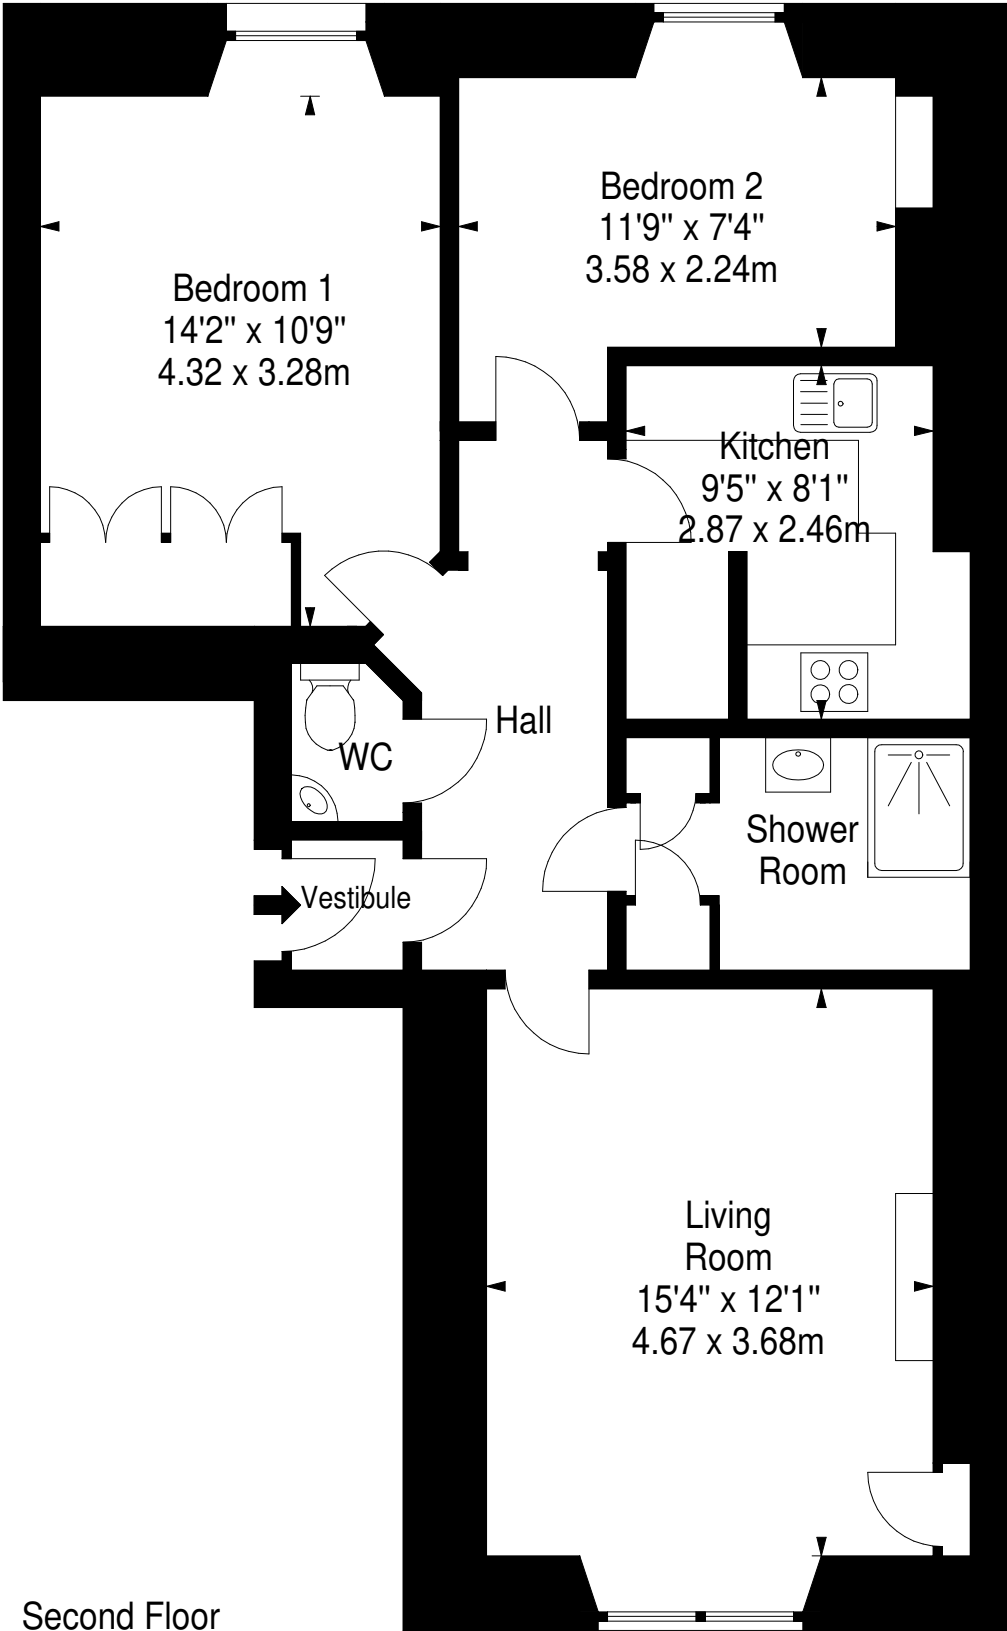 Bedroom 2
11'9" x 7'4"
3.58 x 2.24m
Bedroom 1
14'2" x 10'9"
4.32 x 3.28m
Kitchen
9'5" x 8'1"
2.87 x 2.46m
Hall
WC
Shower
Room
Vestibule
Living
Room
15'4" x 12'1"
4.67 x 3.68m
Second Floor